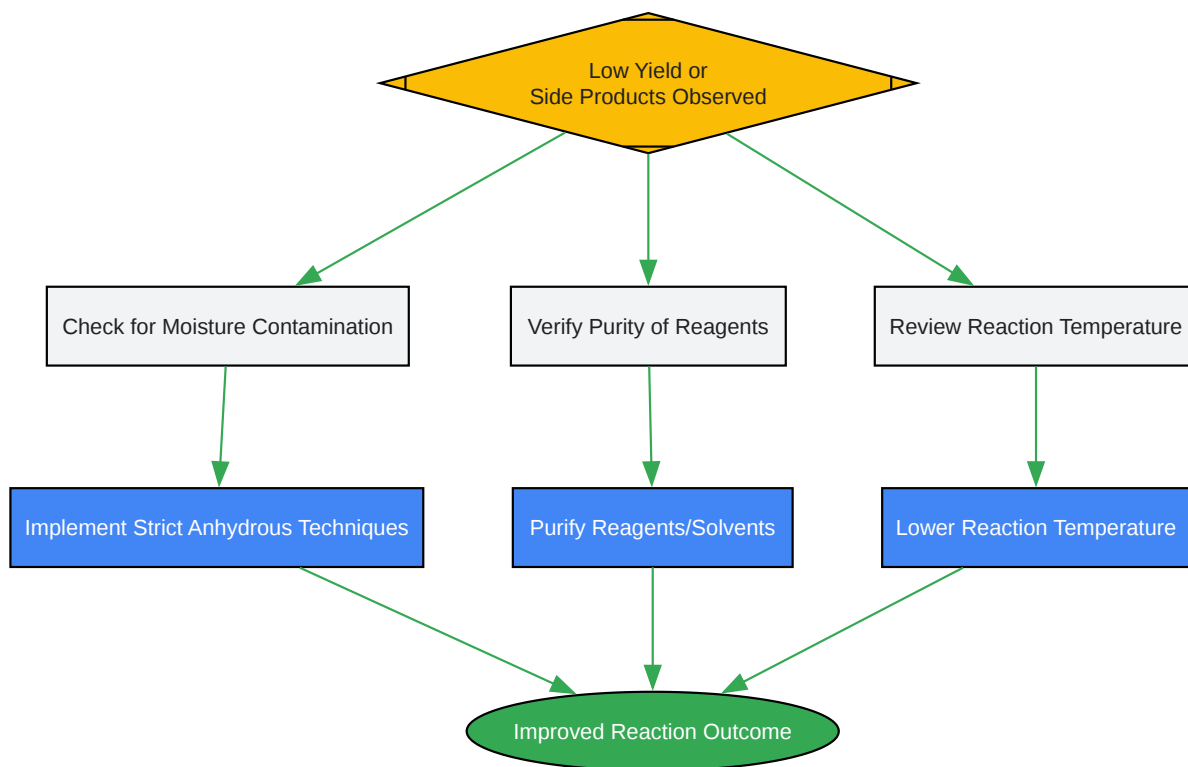 Low Yield or
Side Products Observed
Check for Moisture Contamination
Verify Purity of Reagents
Review Reaction Temperature
Implement Strict Anhydrous Techniques
Purify Reagents/Solvents
Lower Reaction Temperature
Improved Reaction Outcome